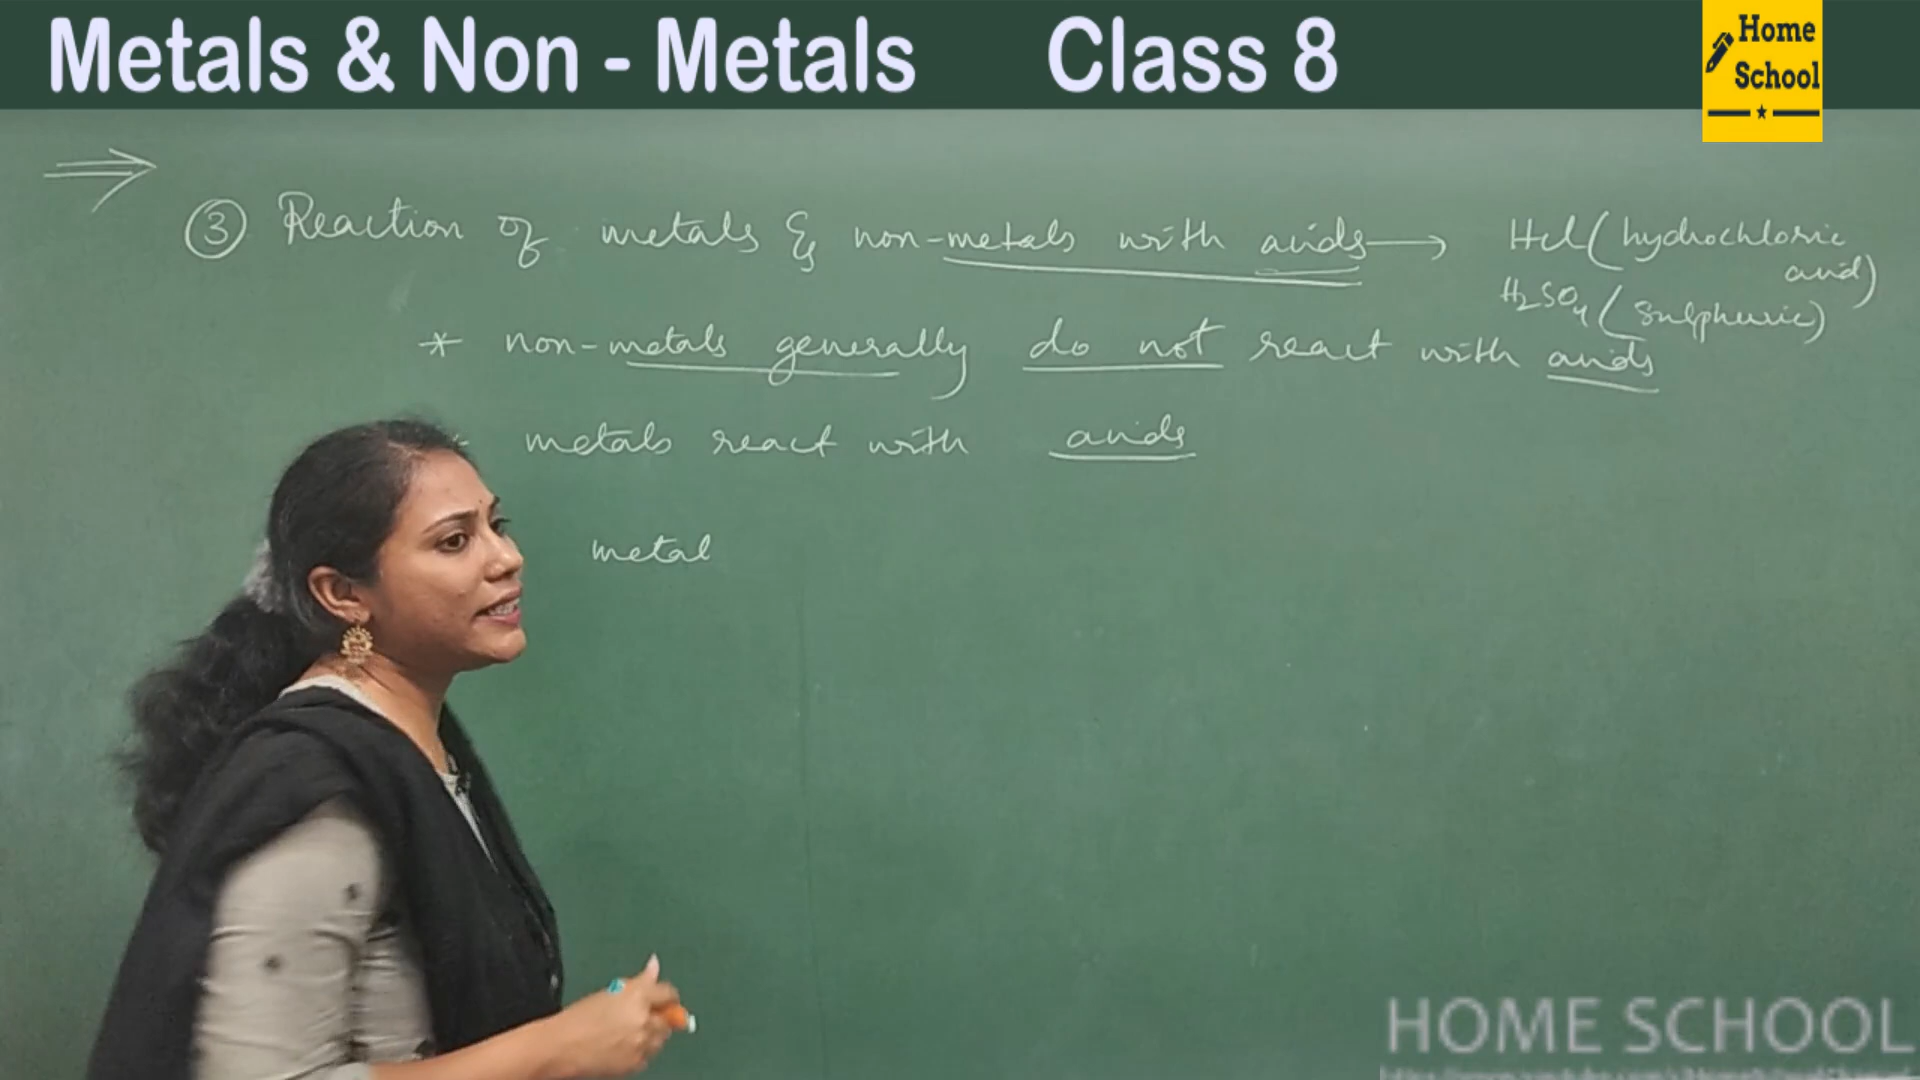 Metals & Non - Metals Class 8
Home
School
③ Reaction of metals & non-metals with acids → Hcl (hydrochloric
acid)
H₂SO₄ (Sulphuric)
* non-metals generally do not react with acids
metals react with acids
metal
HOME SCHOOL